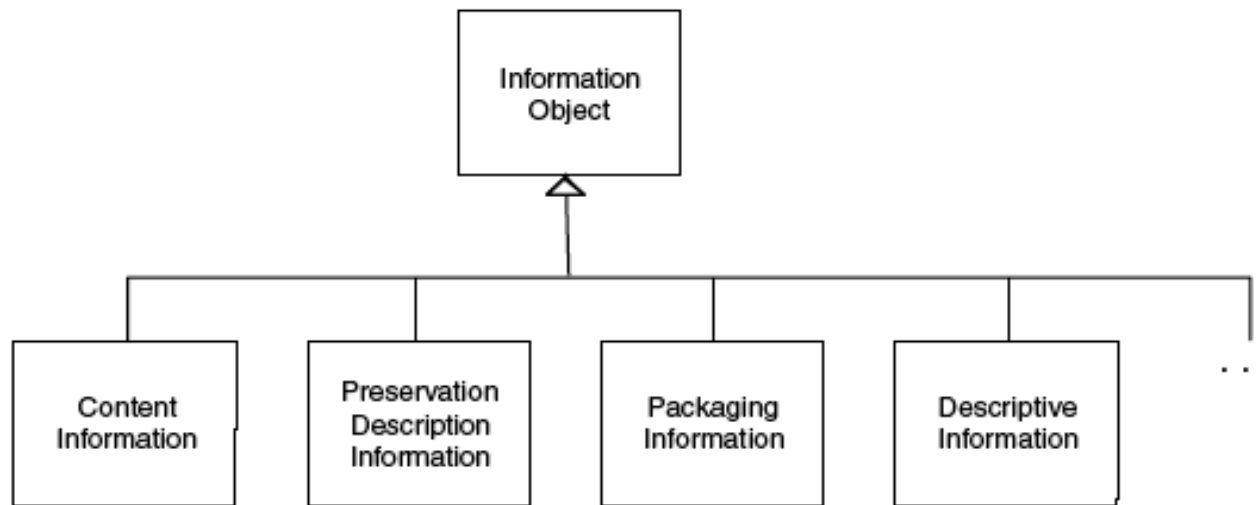 Information
Object
Content
Information
Preservation
Description
Information
Packaging
Information
Descriptive
Information
. .